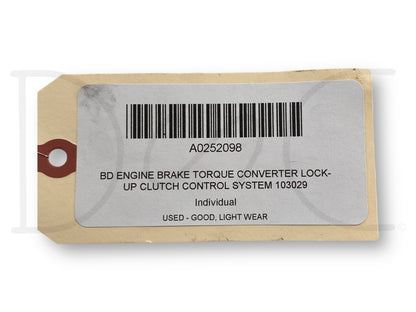 A0252098
BD ENGINE BRAKE TORQUE CONVERTER LOCK-
UP CLUTCH CONTROL SYSTEM 103029
Individual
USED - GOOD, LIGHT WEAR